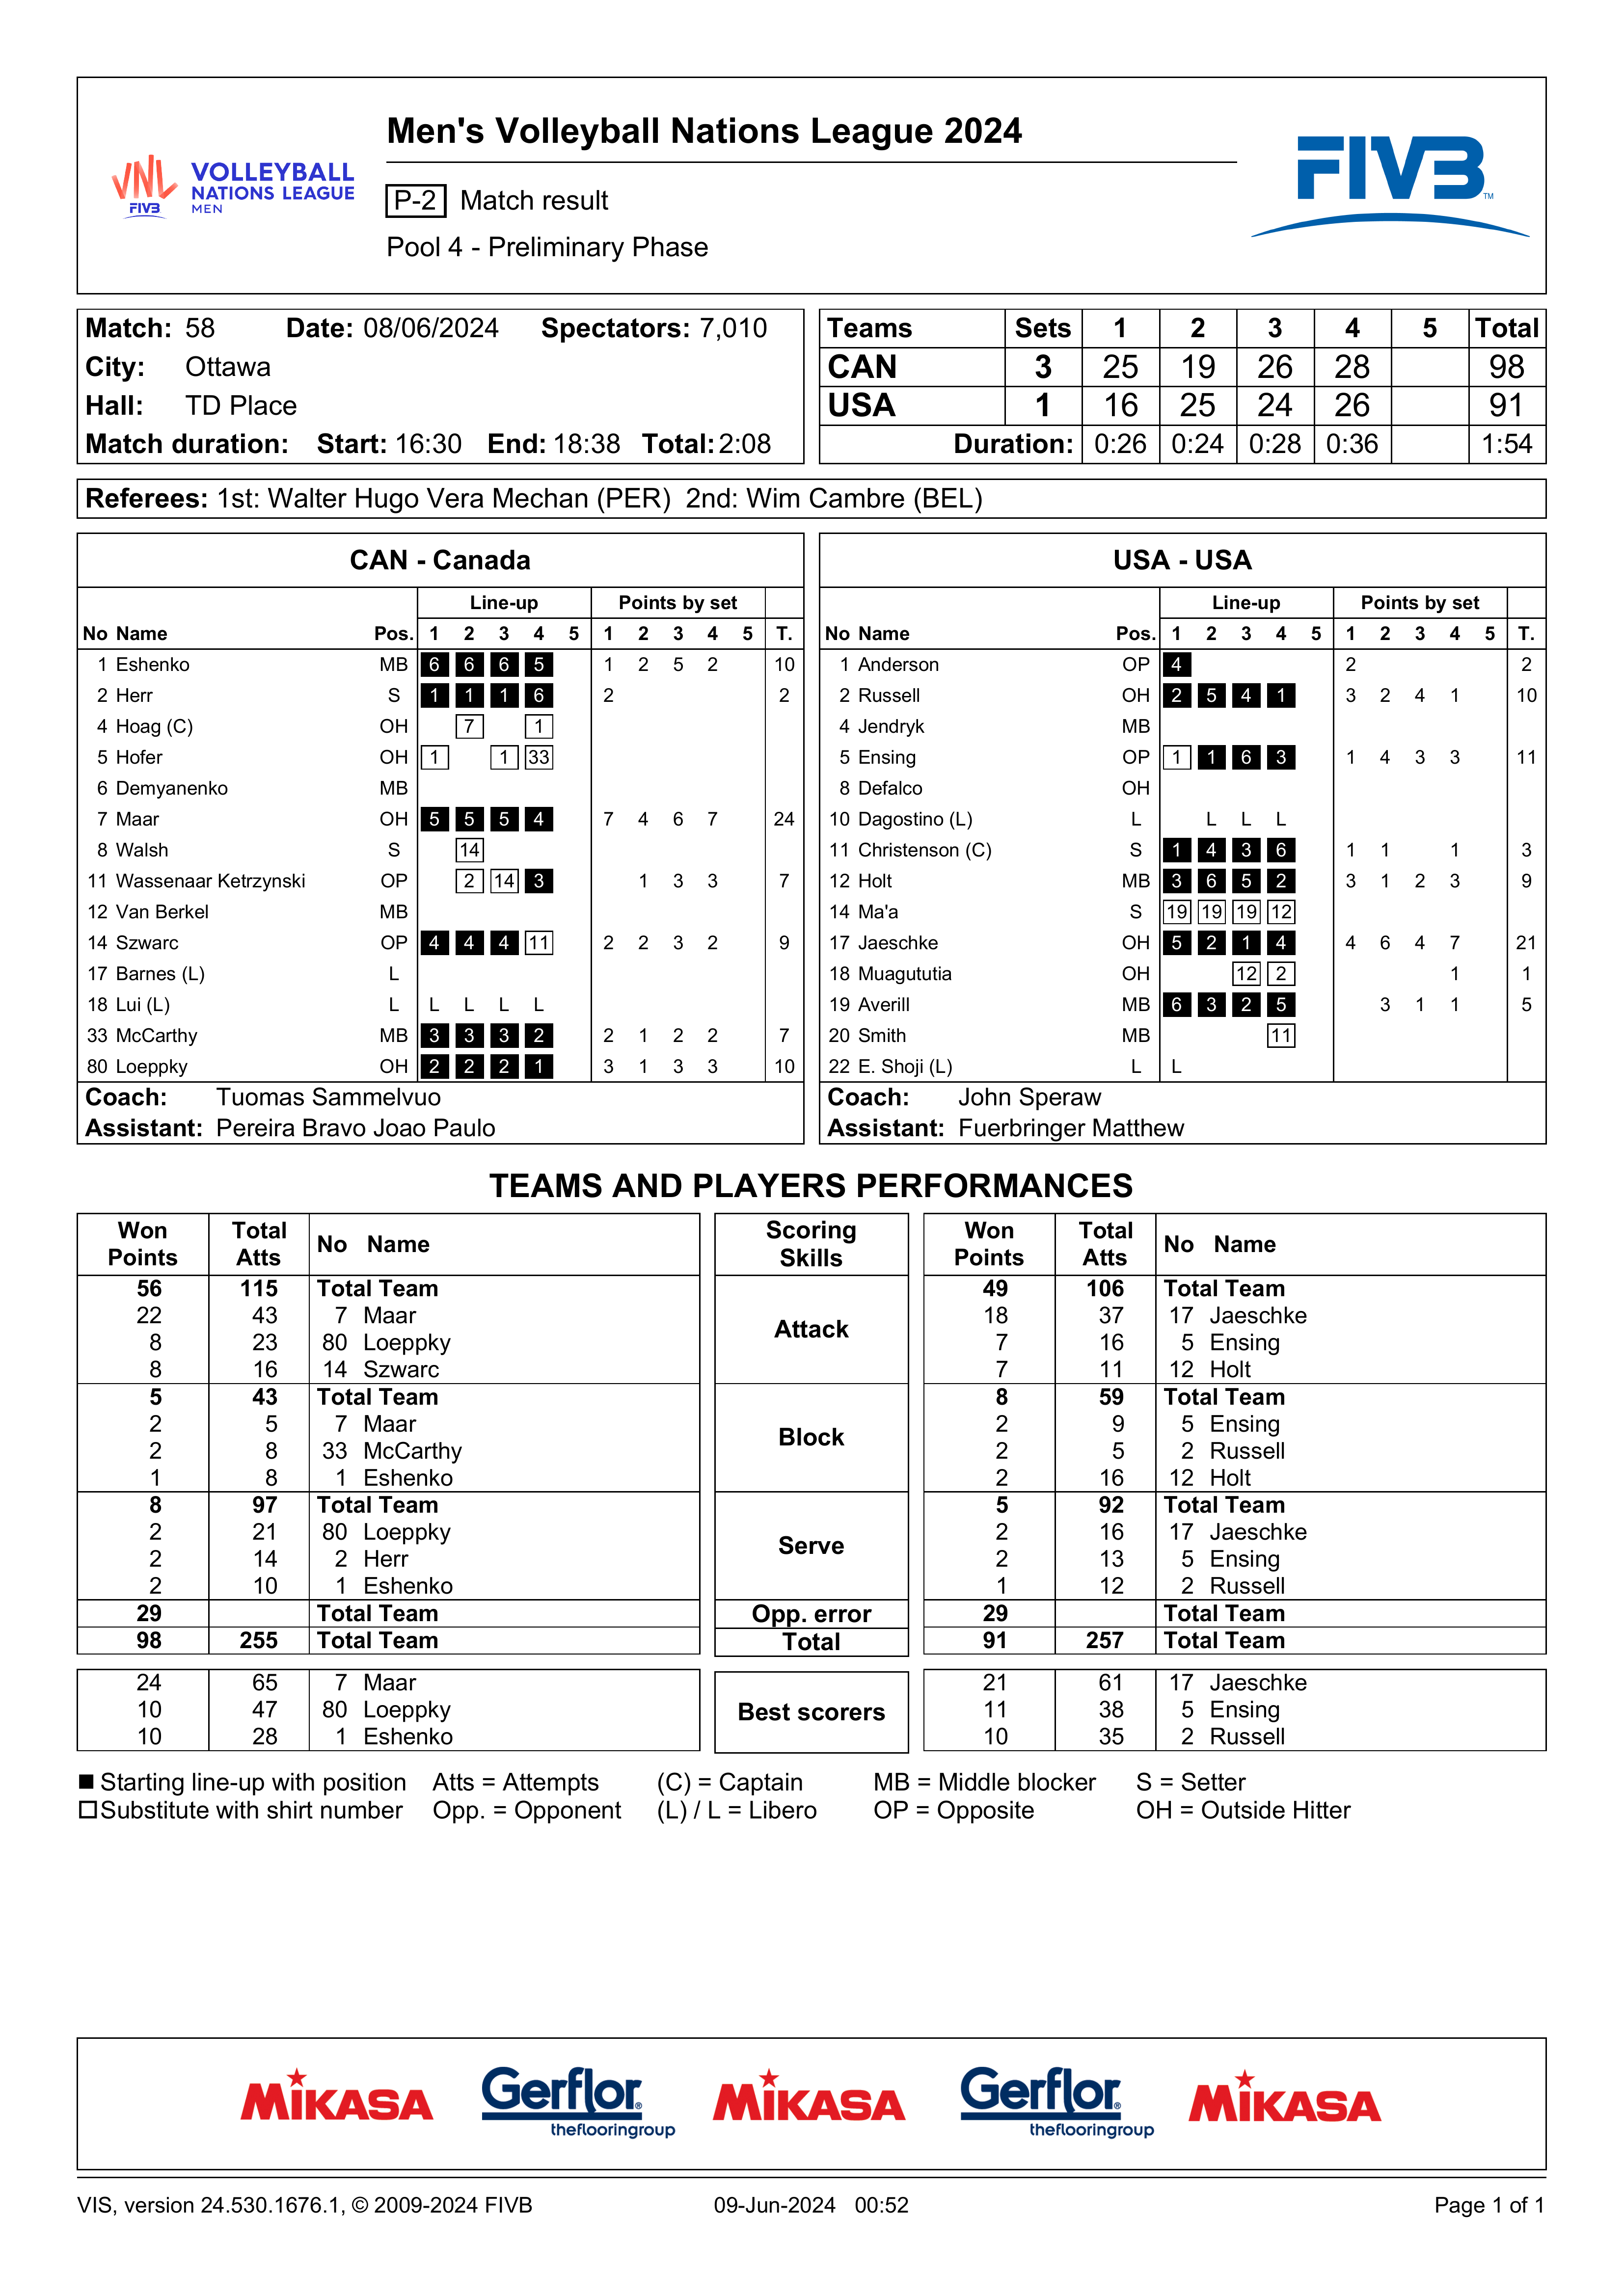 Men's Volleyball Nations League 2024
VNL FIVB VOLLEYBALL NATIONS LEAGUE MEN
P-2 Match result
Pool 4 - Preliminary Phase
FIVB TM
Match: 58 Date: 08/06/2024 Spectators: 7,010
City: Ottawa
Hall: TD Place
Match duration: Start: 16:30 End: 18:38 Total: 2:08
Teams Sets 1 2 3 4 5 Total
CAN 3 25 19 26 28 98
USA 1 16 25 24 26 91
Duration: 0:26 0:24 0:28 0:36 1:54
Referees: 1st: Walter Hugo Vera Mechan (PER) 2nd: Wim Cambre (BEL)
CAN - Canada
Line-up Points by set
No Name Pos. 1 2 3 4 5 1 2 3 4 5 T.
1 Eshenko MB 6 6 6 5 1 2 5 2 10
2 Herr S 1 1 1 6 2 2
4 Hoag (C) OH 7 1
5 Hofer OH 1 1 33
6 Demyanenko MB
7 Maar OH 5 5 5 4 7 4 6 7 24
8 Walsh S 14
11 Wassenaar Ketrzynski OP 2 14 3 1 3 3 7
12 Van Berkel MB
14 Szwarc OP 4 4 4 11 2 2 3 2 9
17 Barnes (L) L
18 Lui (L) L L L L L
33 McCarthy MB 3 3 3 2 2 1 2 2 7
80 Loeppky OH 2 2 2 1 3 1 3 3 10
Coach: Tuomas Sammelvuo
Assistant: Pereira Bravo Joao Paulo
USA - USA
Line-up Points by set
No Name Pos. 1 2 3 4 5 1 2 3 4 5 T.
1 Anderson OP 4 2 2
2 Russell OH 2 5 4 1 3 2 4 1 10
4 Jendryk MB
5 Ensing OP 1 1 6 3 1 4 3 3 11
8 Defalco OH
10 Dagostino (L) L L L L
11 Christenson (C) S 1 4 3 6 1 1 1 3
12 Holt MB 3 6 5 2 3 1 2 3 9
14 Ma'a S 19 19 19 12
17 Jaeschke OH 5 2 1 4 4 6 4 7 21
18 Muagututia OH 12 2 1 1
19 Averill MB 6 3 2 5 3 1 1 5
20 Smith MB 11
22 E. Shoji (L) L L
Coach: John Speraw
Assistant: Fuerbringer Matthew
TEAMS AND PLAYERS PERFORMANCES
Won Points Total Atts No Name Scoring Skills Won Points Total Atts No Name
56 115 Total Team Attack 49 106 Total Team
22 43 7 Maar 18 37 17 Jaeschke
8 23 80 Loeppky 7 16 5 Ensing
8 16 14 Szwarc 7 11 12 Holt
5 43 Total Team Block 8 59 Total Team
2 5 7 Maar 2 9 5 Ensing
2 8 33 McCarthy 2 5 2 Russell
1 8 1 Eshenko 2 16 12 Holt
8 97 Total Team Serve 5 92 Total Team
2 21 80 Loeppky 2 16 17 Jaeschke
2 14 2 Herr 2 13 5 Ensing
2 10 1 Eshenko 1 12 2 Russell
29 Total Team Opp. error 29 Total Team
98 255 Total Team Total 91 257 Total Team
24 65 7 Maar Best scorers 21 61 17 Jaeschke
10 47 80 Loeppky 11 38 5 Ensing
10 28 1 Eshenko 10 35 2 Russell
Starting line-up with position Atts = Attempts (C) = Captain MB = Middle blocker S = Setter
Substitute with shirt number Opp. = Opponent (L) / L = Libero OP = Opposite OH = Outside Hitter
MIKASA Gerflor® theflooringgroup MIKASA Gerflor® theflooringgroup MIKASA
VIS, version 24.530.1676.1, © 2009-2024 FIVB 09-Jun-2024 00:52 Page 1 of 1